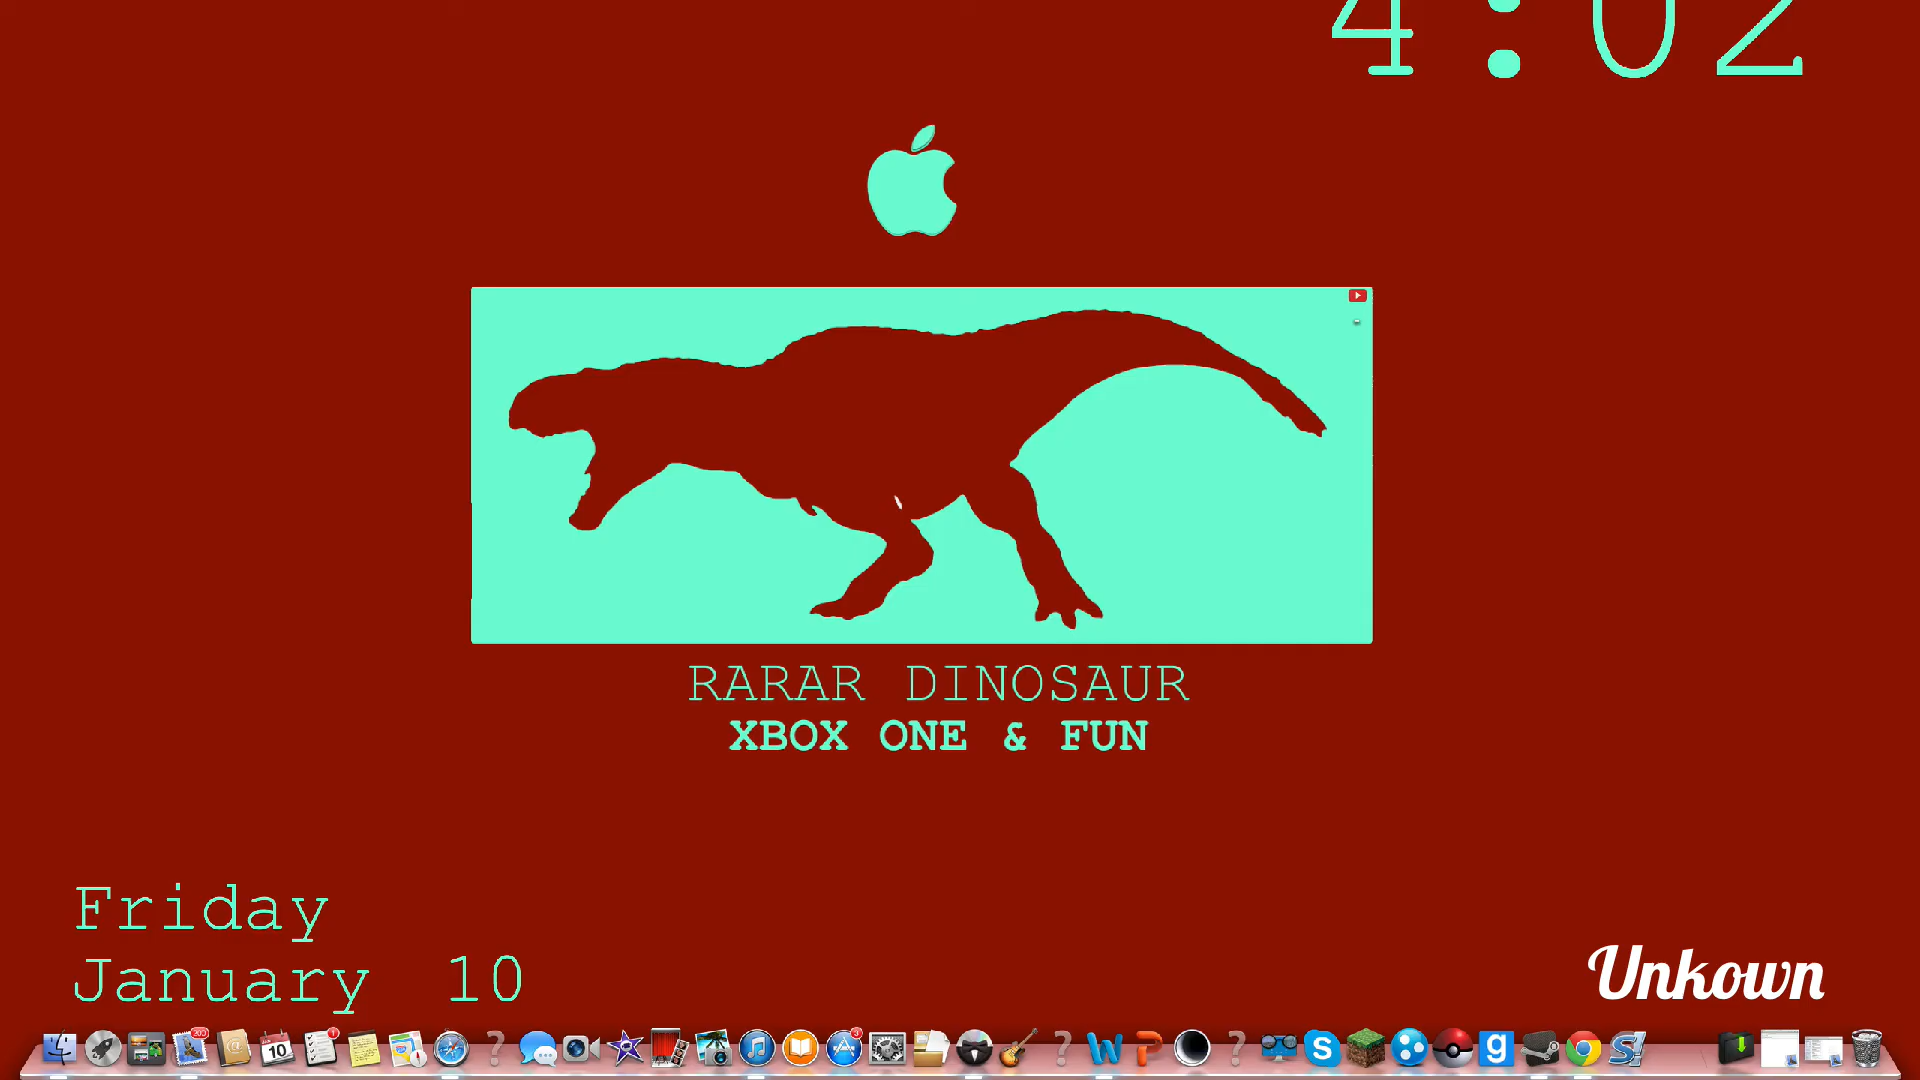 4:02
RARAR DINOSAUR
XBOX ONE & FUN
Friday
January 10
Unkown